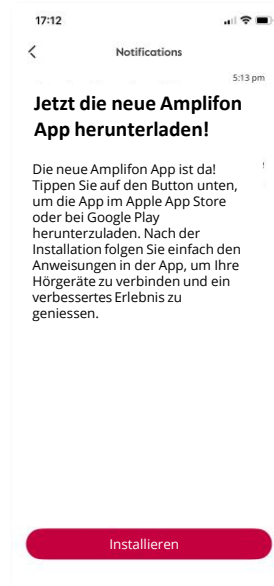 17:12
Notifications
5:13 pm
Jetzt die neue Amplifon
App herunterladen!
Die neue Amplifon App ist da!
Tippen Sie auf den Button unten,
um die App im Apple App Store
oder bei Google Play
herunterzuladen. Nach der
Installation folgen Sie einfach den
Anweisungen in der App, um Ihre
Hörgeräte zu verbinden und ein
verbessertes Erlebnis zu
geniessen.
Installieren